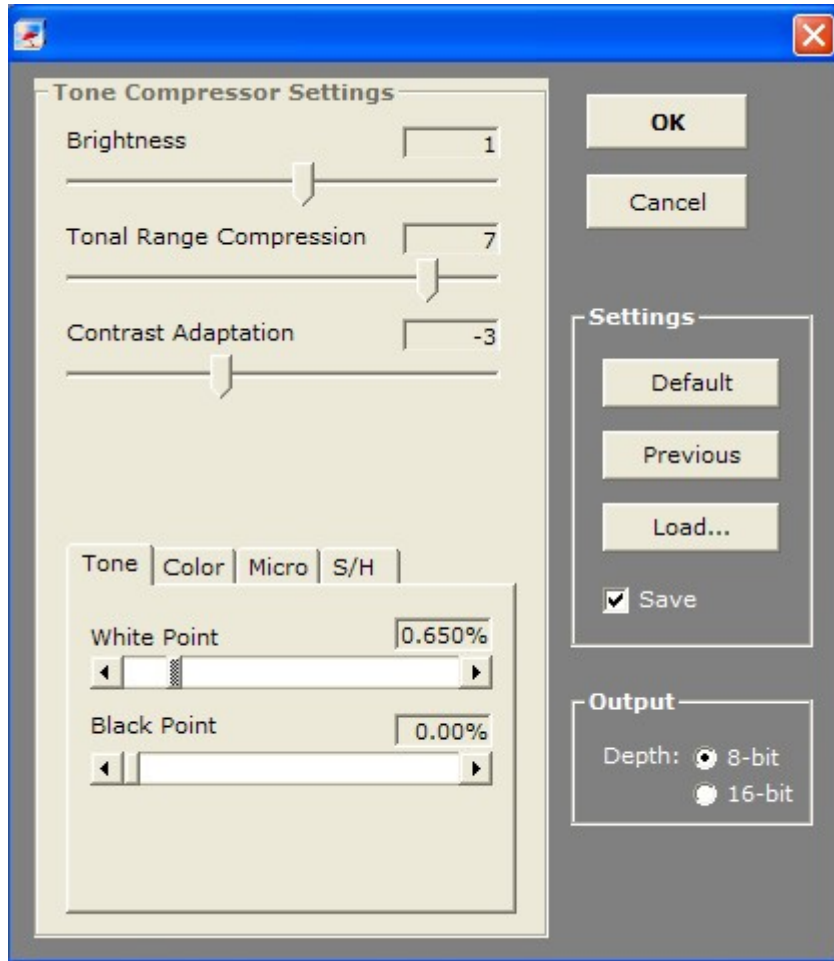 Tone Compressor Settings
Brightness 1
Tonal Range Compression 7
Contrast Adaptation -3
Tone Color Micro S/H
White Point 0.650%
Black Point 0.00%
OK
Cancel
Settings
Default
Previous
Load...
Save
Output
Depth: 8-bit
16-bit